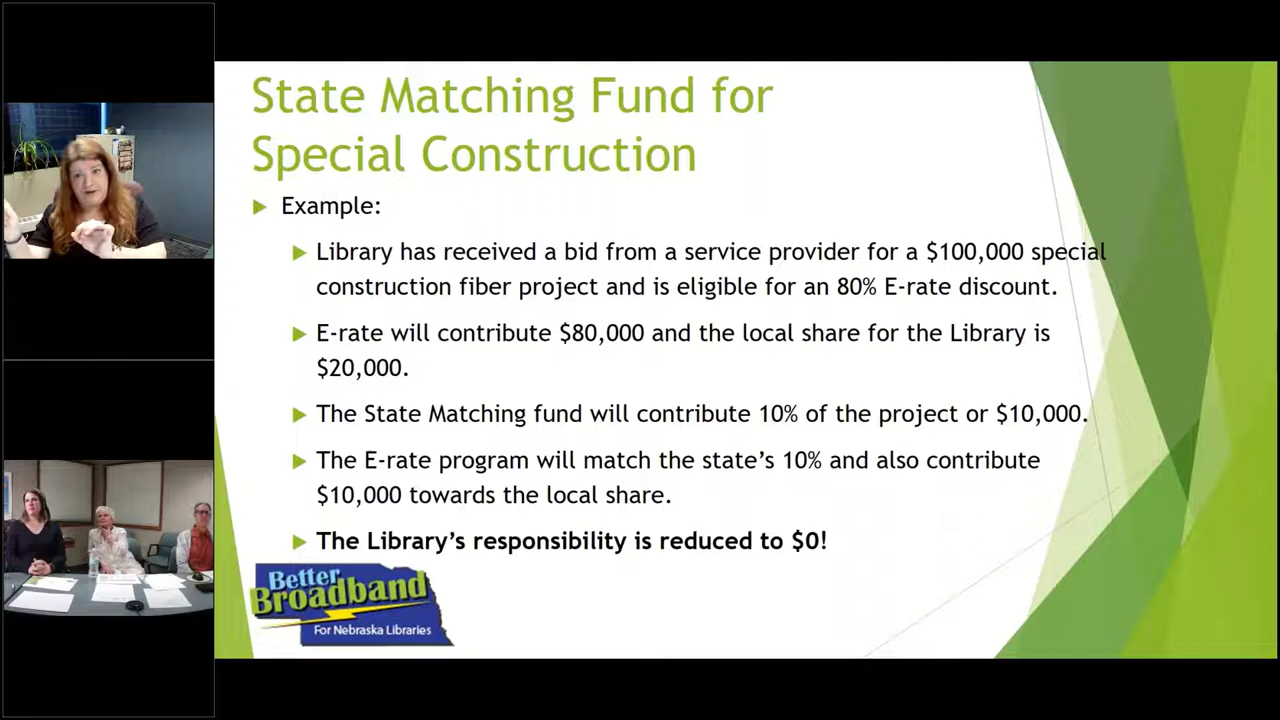 State Matching Fund for
Special Construction
Example:
Library has received a bid from a service provider for a $100,000 special
construction fiber project and is eligible for an 80% E-rate discount.
E-rate will contribute $80,000 and the local share for the Library is
$20,000.
The State Matching fund will contribute 10% of the project or $10,000.
The E-rate program will match the state's 10% and also contribute
$10,000 towards the local share.
The Library's responsibility is reduced to $0!
Better
Broadband
For Nebraska Libraries